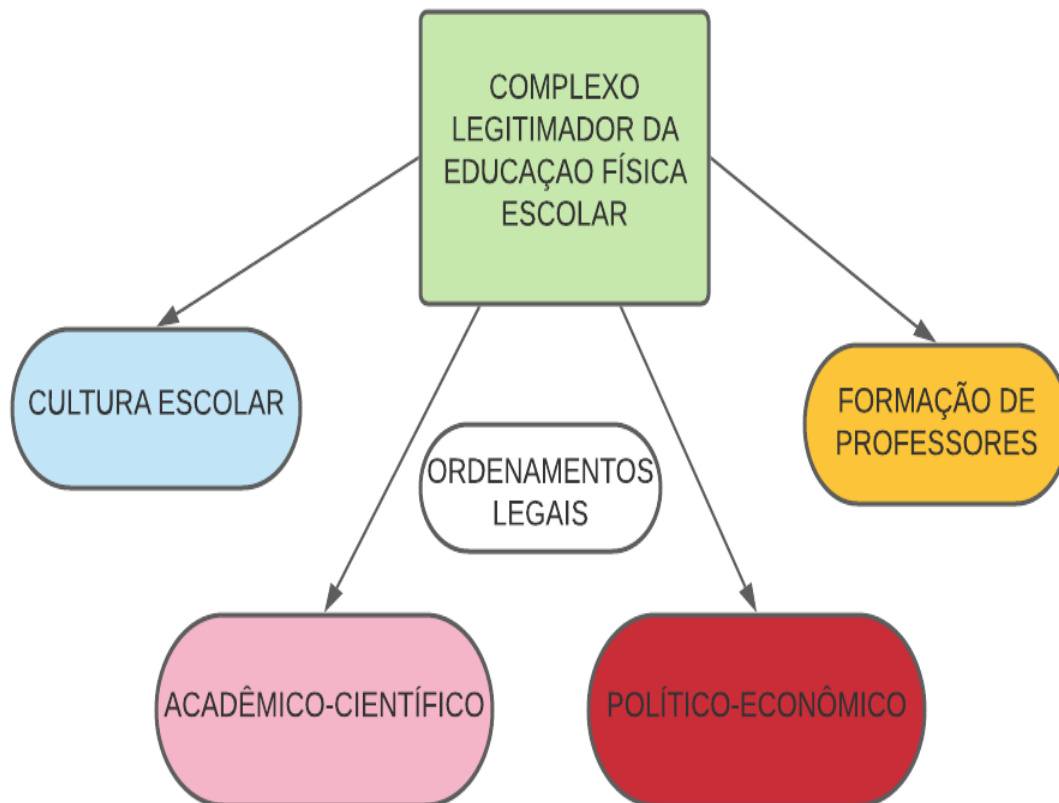 COMPLEXO
LEGITIMADOR DA
EDUCAÇAO FÍSICA
ESCOLAR
CULTURA ESCOLAR
FORMAÇÃO DE
PROFESSORES
ORDENAMENTOS
LEGAIS
ACADÊMICO-CIENTÍFICO
POLÍTICO-ECONÔMICO